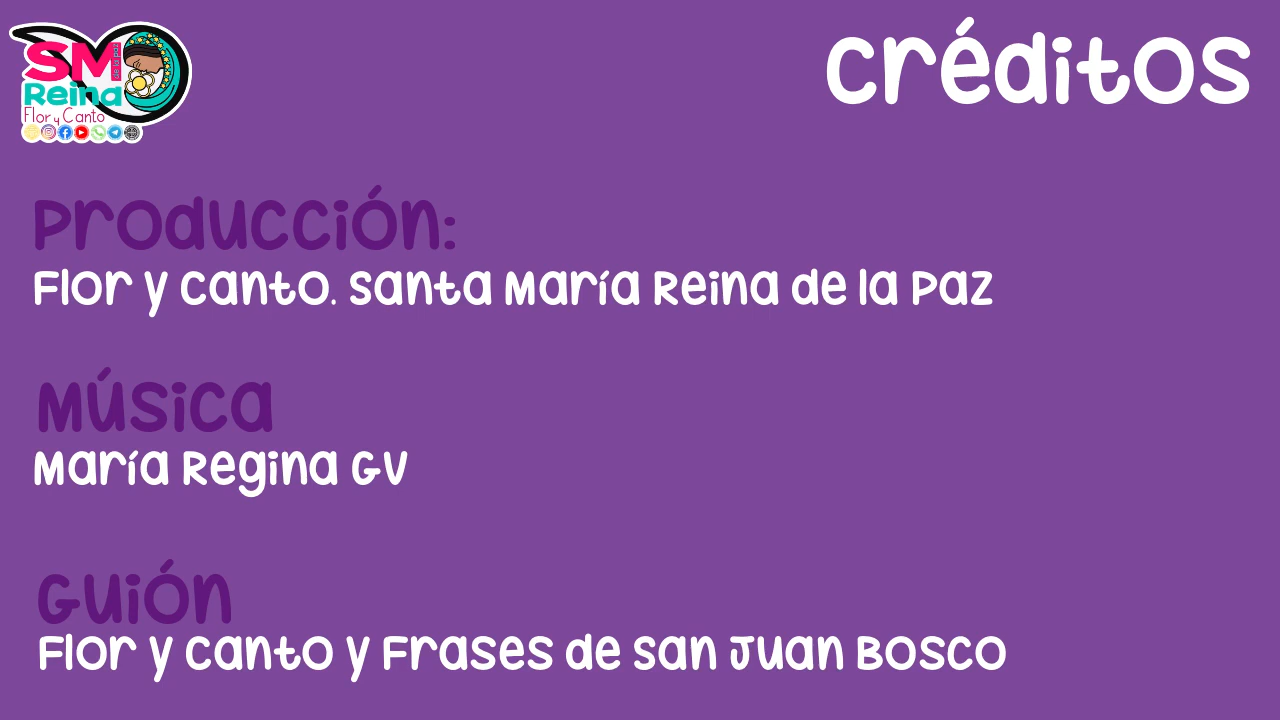 SM
Reina
Flor y Canto
créditos
Producción:
Flor y Canto. Santa María Reina de la Paz
Música
María Regina GV
Guión
Flor y Canto y Frases de San Juan Bosco